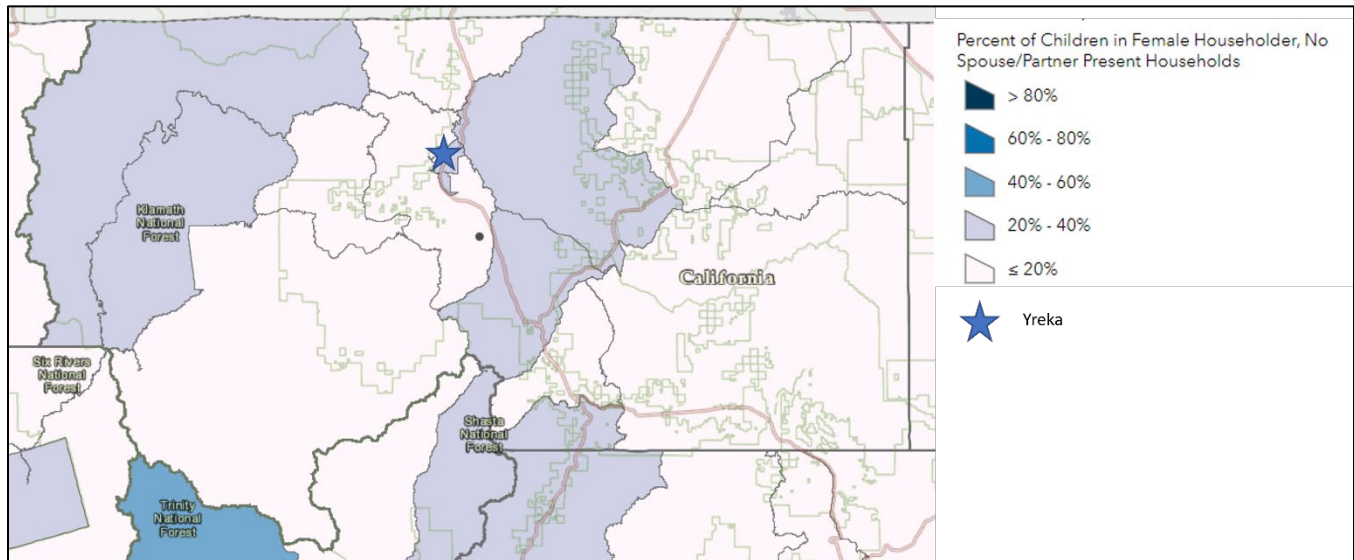 Percent of Children in Female Householder, No
Spouse/Partner Present Households
> 80%
60% - 80%
40% - 60%
20% - 40%
≤ 20%
Yreka
Klamath
National
Forest
California
Six Rivers
National
Forest
Shasta
National
Forest
Trinity
National
Forest